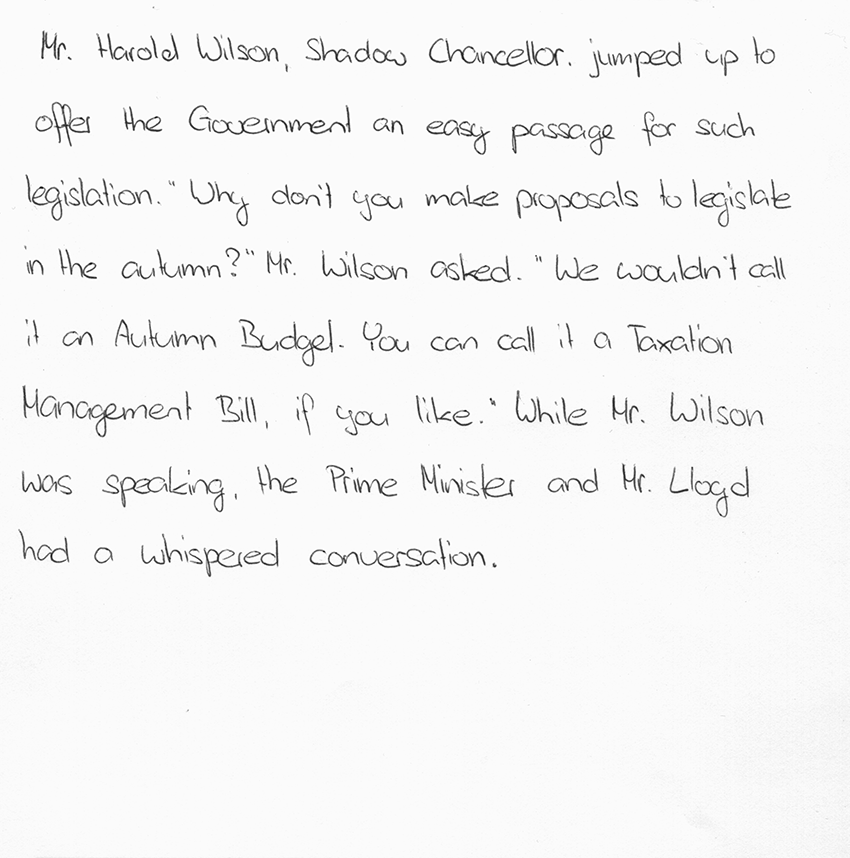 Mr. Harold Wilson, Shadow Chancellor. jumped up to
offer the Government an easy passage for such
legislation. "Why don't you make proposals to legislate
in the autumn?" Mr. Wilson asked. "We wouldn't call
it an Autumn Budget. You can call it a Taxation
Management Bill, if you like." While Mr. Wilson
was speaking, the Prime Minister and Mr. Lloyd
had a whispered conversation.